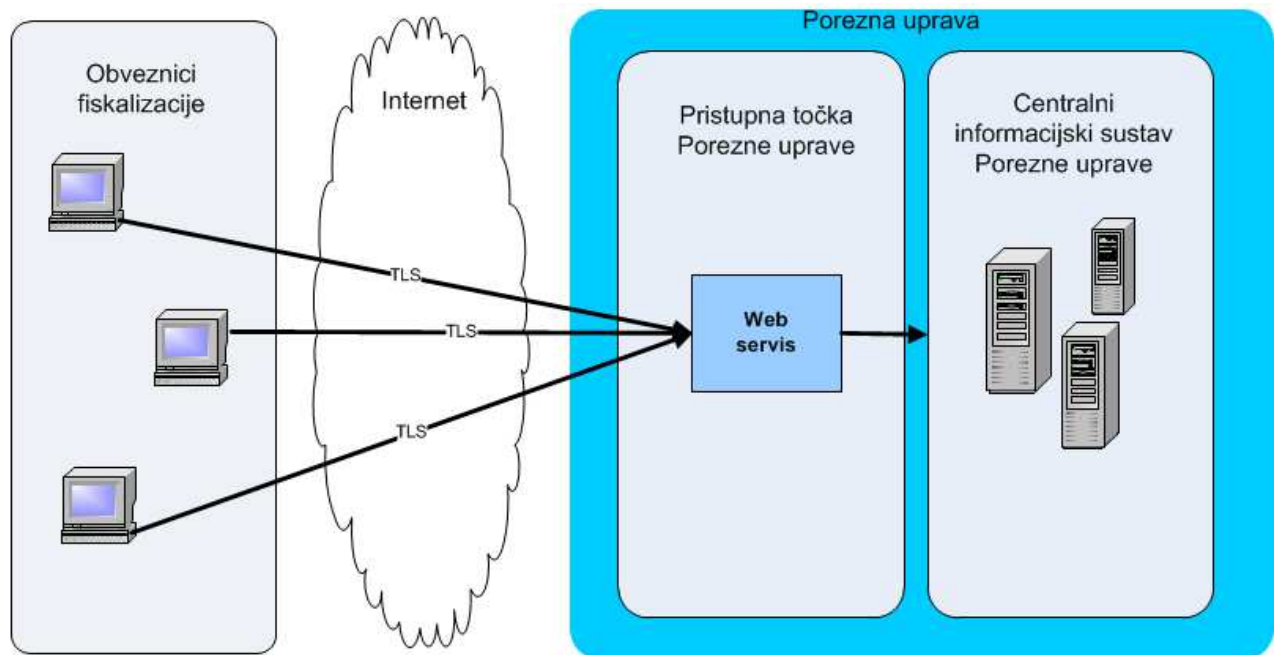 Porezna uprava
Obveznici
fiskalizacije
Internet
Pristupna točka
Porezne uprave
Centralni
informacijski sustav
Porezne uprave
TLS
TLS
TLS
Web
servis